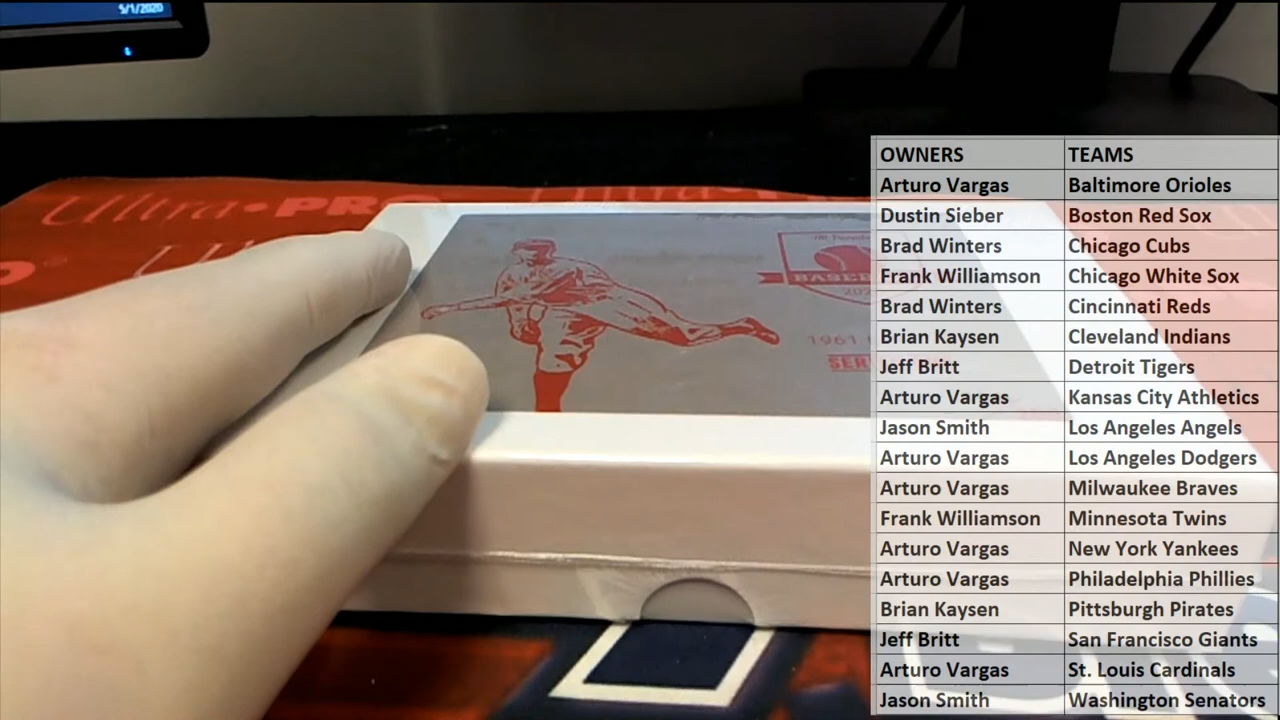 5/1/2020
Ultra•PRO
OWNERS TEAMS
Arturo Vargas Baltimore Orioles
Dustin Sieber Boston Red Sox
Brad Winters Chicago Cubs
Frank Williamson Chicago White Sox
Brad Winters Cincinnati Reds
Brian Kaysen Cleveland Indians
Jeff Britt Detroit Tigers
Arturo Vargas Kansas City Athletics
Jason Smith Los Angeles Angels
Arturo Vargas Los Angeles Dodgers
Arturo Vargas Milwaukee Braves
Frank Williamson Minnesota Twins
Arturo Vargas New York Yankees
Arturo Vargas Philadelphia Phillies
Brian Kaysen Pittsburgh Pirates
Jeff Britt San Francisco Giants
Arturo Vargas St. Louis Cardinals
Jason Smith Washington Senators
1961